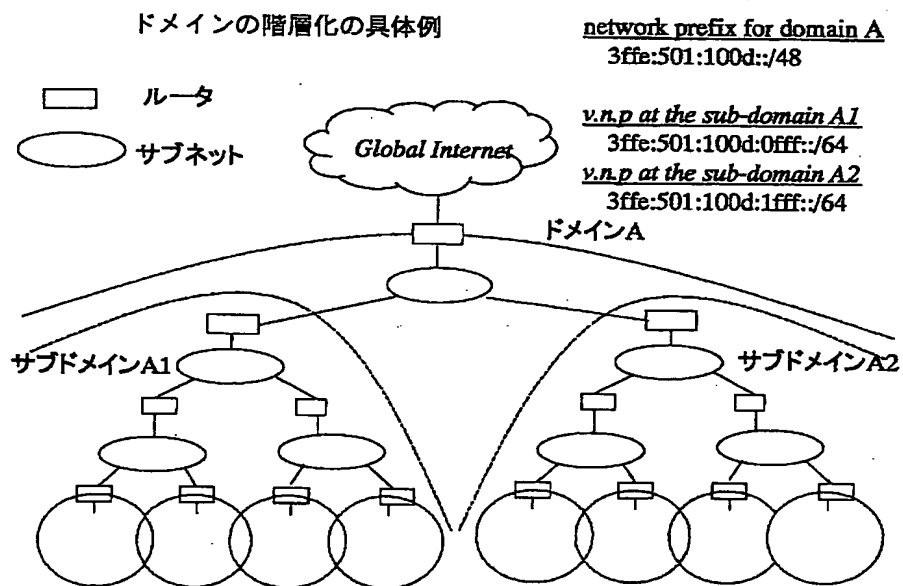 ドメインの階層化の具体例
network prefix for domain A
3ffe:501:100d::/48
ルータ
サブネット
v.n.p at the sub-domain A1
3ffe:501:100d:0fff::/64
v.n.p at the sub-domain A2
3ffe:501:100d:1fff::/64
Global Internet
ドメインA
サブドメインA1
サブドメインA2